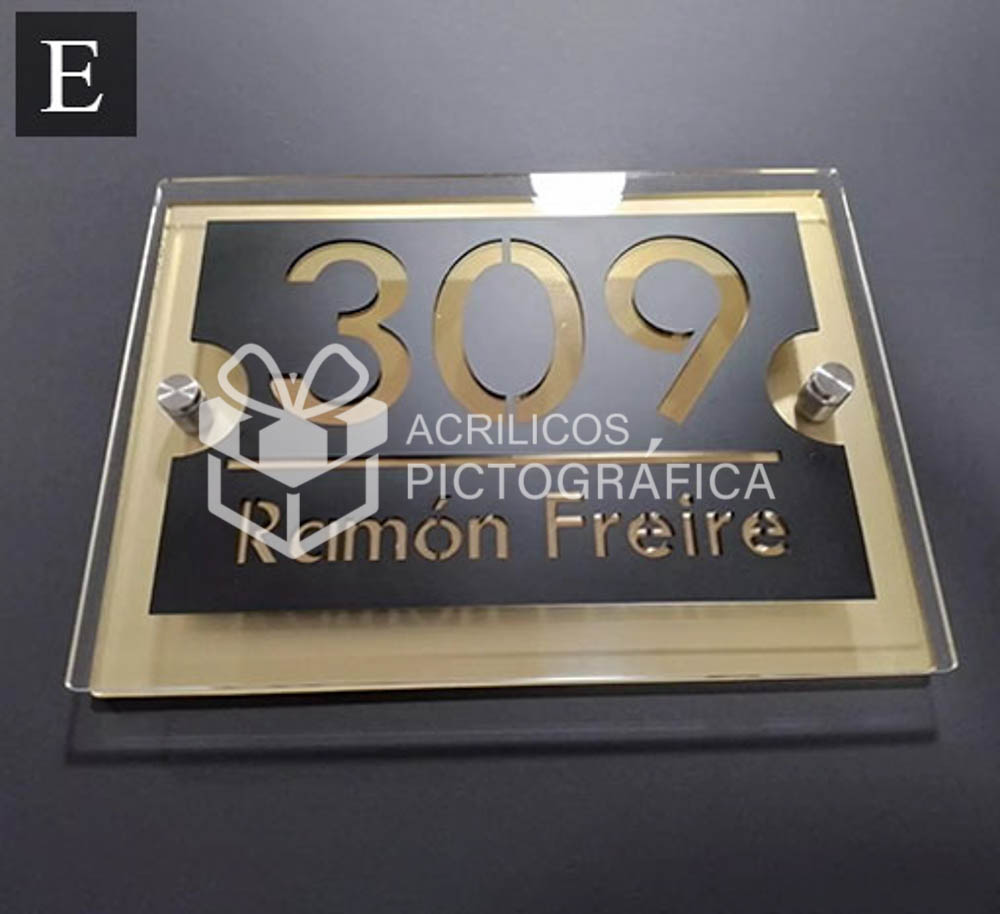 E
309
ACRILICOS
PICTOGRÁFICA
Ramón Freire